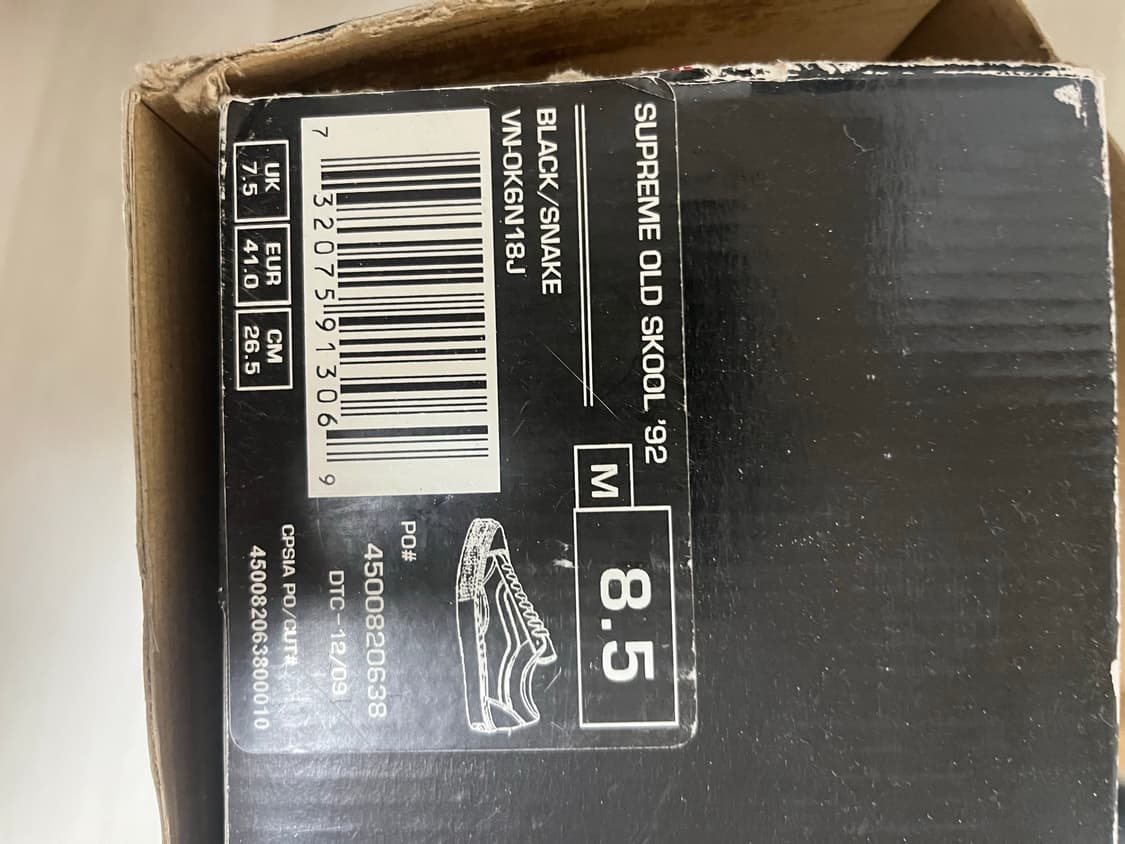 SUPREME OLD SKOOL '92
M
8.5
BLACK/SNAKE
VN-0K6N18J
7 32075 91306 9
PO#
4500820638
DTC-12/09
CPSIA PO/CUT#
450082063800010
UK
7.5
EUR
41.0
CM
26.5